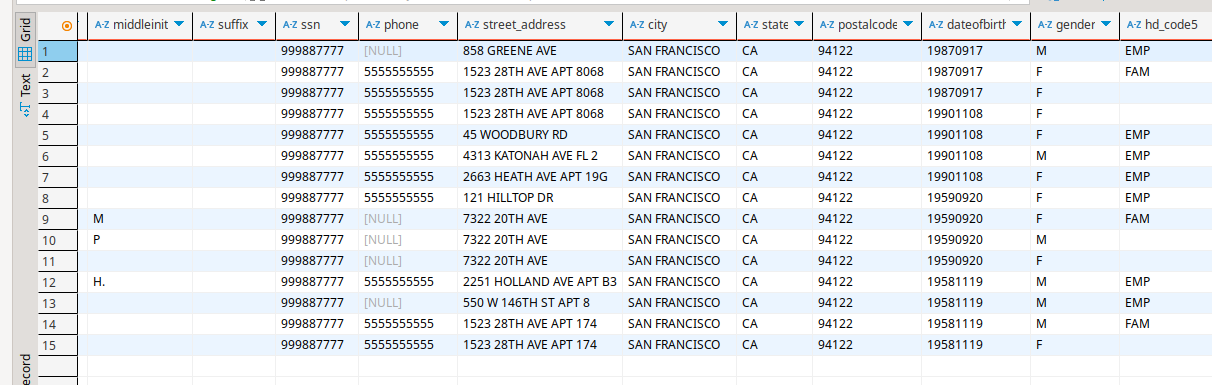 Grid
Text
ecord
A-Z middleinit A-Z suffix A-Z ssn A-Z phone A-Z street_address A-Z city A-Z state A-Z postalcode A-Z dateofbirth A-Z gender A-Z hd_code5
1 999887777 [NULL] 858 GREENE AVE SAN FRANCISCO CA 94122 19870917 M EMP
2 999887777 5555555555 1523 28TH AVE APT 8068 SAN FRANCISCO CA 94122 19870917 F FAM
3 999887777 5555555555 1523 28TH AVE APT 8068 SAN FRANCISCO CA 94122 19870917 F
4 999887777 5555555555 1523 28TH AVE APT 8068 SAN FRANCISCO CA 94122 19901108 F
5 999887777 5555555555 45 WOODBURY RD SAN FRANCISCO CA 94122 19901108 F EMP
6 999887777 5555555555 4313 KATONAH AVE FL 2 SAN FRANCISCO CA 94122 19901108 M EMP
7 999887777 5555555555 2663 HEATH AVE APT 19G SAN FRANCISCO CA 94122 19901108 F EMP
8 999887777 5555555555 121 HILLTOP DR SAN FRANCISCO CA 94122 19590920 F EMP
9 M 999887777 [NULL] 7322 20TH AVE SAN FRANCISCO CA 94122 19590920 F FAM
10 P 999887777 [NULL] 7322 20TH AVE SAN FRANCISCO CA 94122 19590920 M
11 999887777 [NULL] 7322 20TH AVE SAN FRANCISCO CA 94122 19590920 F
12 H. 999887777 5555555555 2251 HOLLAND AVE APT B3 SAN FRANCISCO CA 94122 19581119 M EMP
13 999887777 [NULL] 550 W 146TH ST APT 8 SAN FRANCISCO CA 94122 19581119 M EMP
14 999887777 5555555555 1523 28TH AVE APT 174 SAN FRANCISCO CA 94122 19581119 M FAM
15 999887777 5555555555 1523 28TH AVE APT 174 SAN FRANCISCO CA 94122 19581119 F